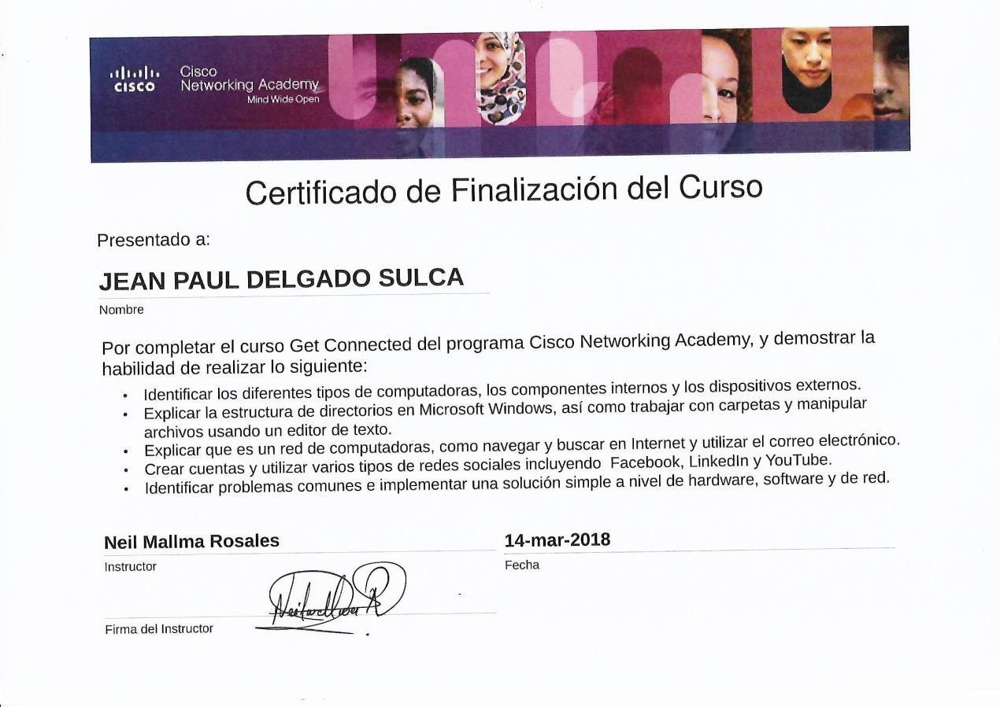 CISCO
Cisco
Networking Academy
Mind Wide Open
Certificado de Finalización del Curso
Presentado a:
JEAN PAUL DELGADO SULCA
Nombre
Por completar el curso Get Connected del programa Cisco Networking Academy, y demostrar la
habilidad de realizar lo siguiente:
• Identificar los diferentes tipos de computadoras, los componentes internos y los dispositivos externos.
• Explicar la estructura de directorios en Microsoft Windows, así como trabajar con carpetas y manipular
archivos usando un editor de texto.
• Explicar que es un red de computadoras, como navegar y buscar en Internet y utilizar el correo electrónico.
• Crear cuentas y utilizar varios tipos de redes sociales incluyendo Facebook, LinkedIn y YouTube.
• Identificar problemas comunes e implementar una solución simple a nivel de hardware, software y de red.
Neil Mallma Rosales
14-mar-2018
Instructor
Fecha
Firma del Instructor